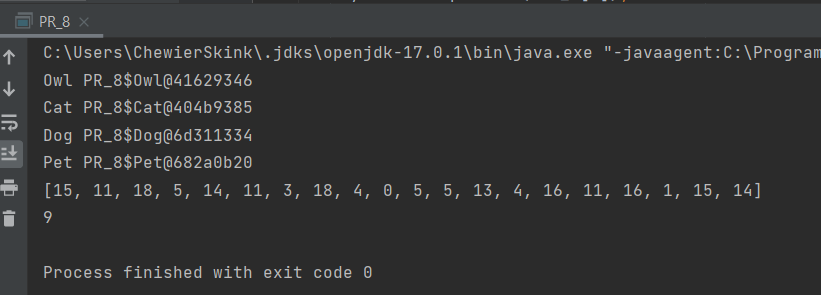 PR_8
C:\Users\ChewierSkink\.jdks\openjdk-17.0.1\bin\java.exe "-javaagent:C:\Program
Owl PR_8$Owl@41629346
Cat PR_8$Cat@404b9385
Dog PR_8$Dog@6d311334
Pet PR_8$Pet@682a0b20
[15, 11, 18, 5, 14, 11, 3, 18, 4, 0, 5, 5, 13, 4, 16, 11, 16, 1, 15, 14]
9
Process finished with exit code 0